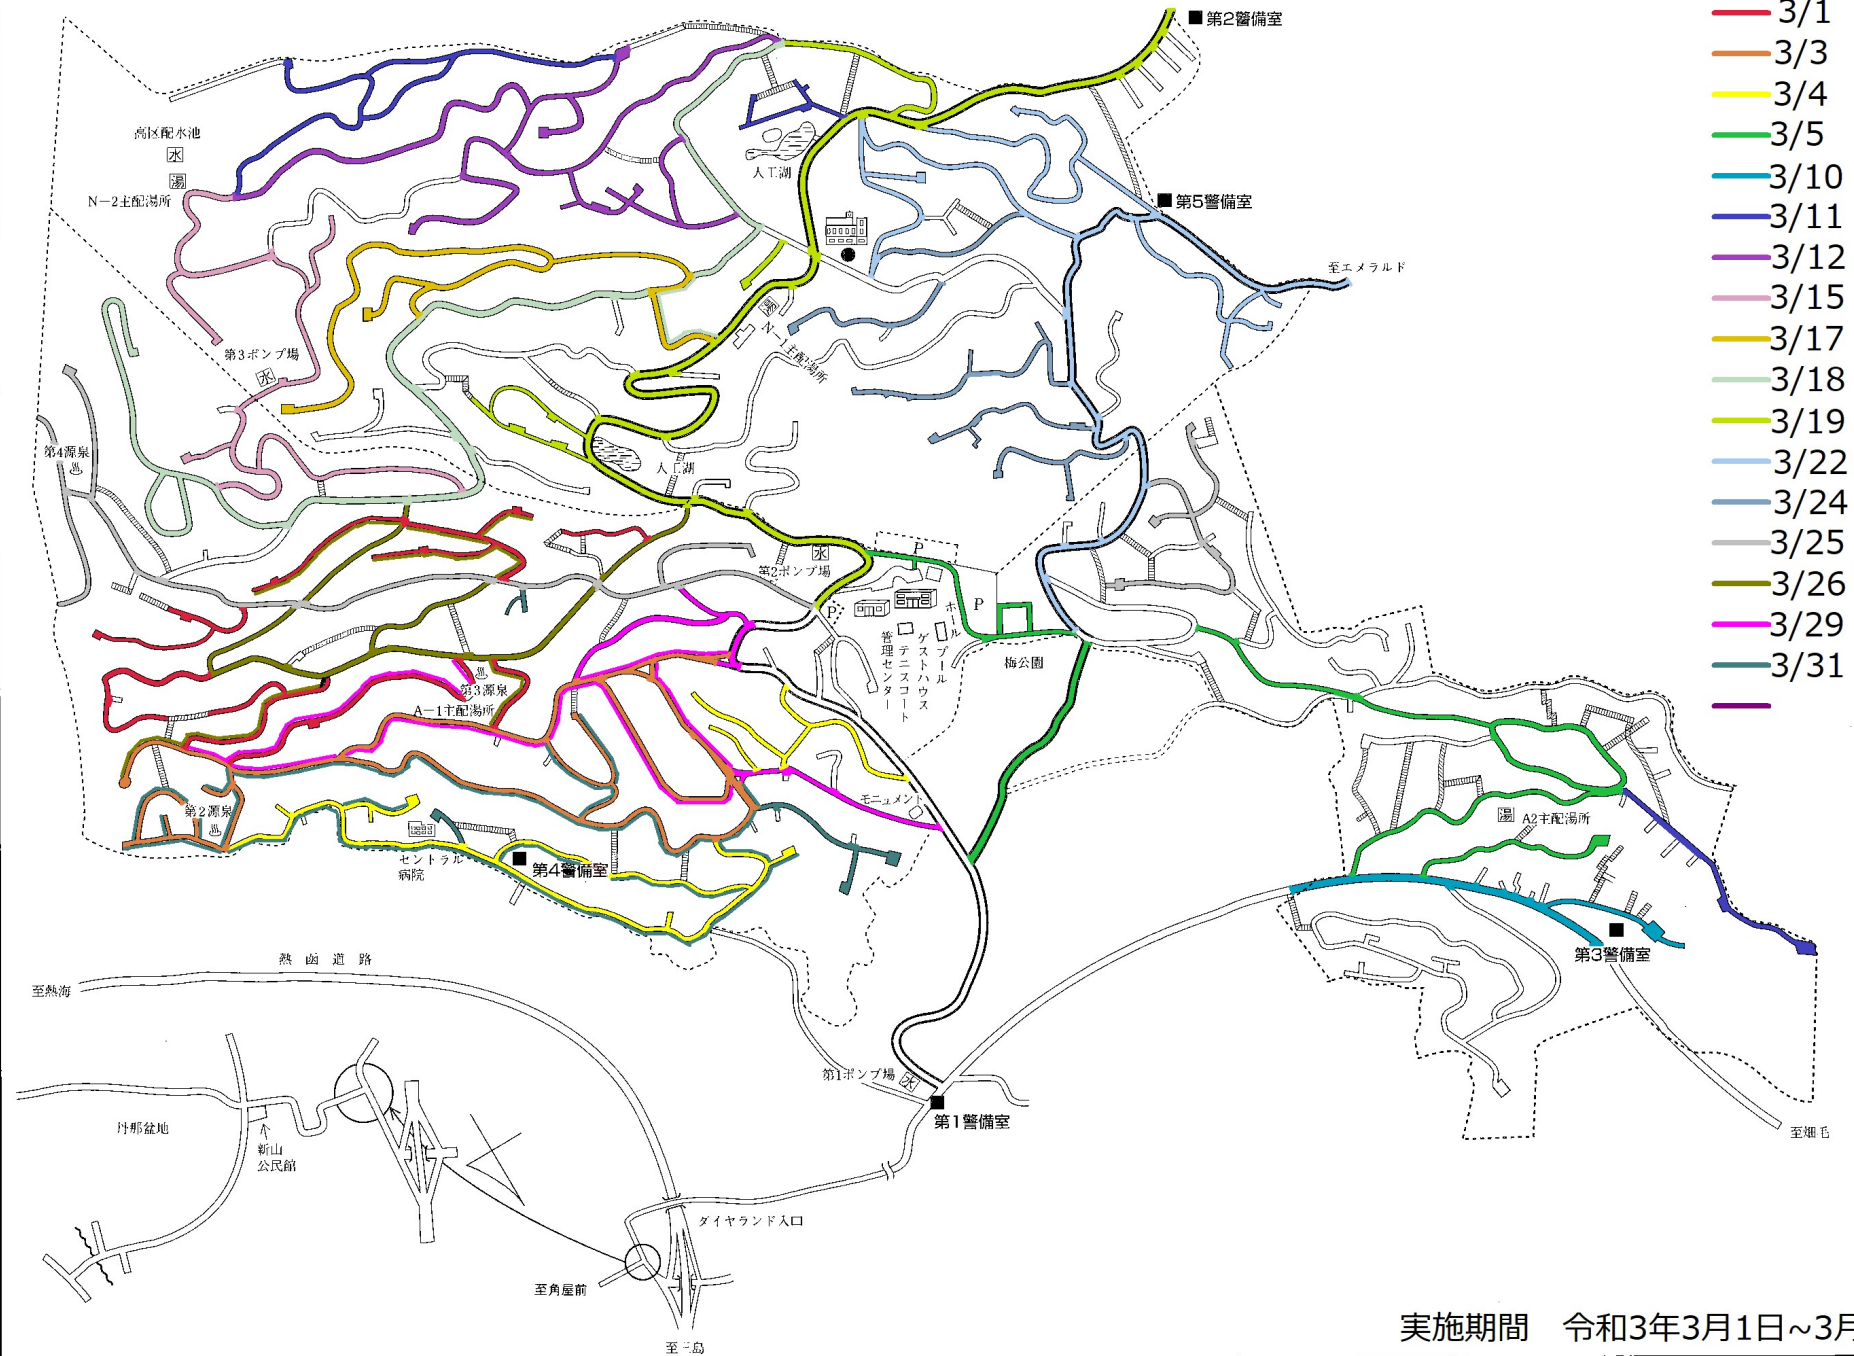 第2警備室
3/1
3/3
3/4
3/5
3/10
3/11
3/12
3/15
3/17
3/18
3/19
3/22
3/24
3/25
3/26
3/29
3/31
高区配水池
水
湯
N-2主配湯所
人工湖
第5警備室
至エメラルド
湯
N-1主配湯所
第3ポンプ場
水
第4源泉
人工湖
水
第2ポンプ場
P
P
P
ホール
プール
ゲストハウス
テニスコート
管理センター
梅公園
第3源泉
A-1主配湯所
第2源泉
モニュメント
湯
A2主配湯所
セントラル
病院
第4警備室
第3警備室
熱函道路
至熱海
第1ポンプ場
水
第1警備室
至畑毛
丹那盆地
新山
公民館
ダイヤランド入口
至角屋前
至三島
実施期間 令和3年3月1日~3月